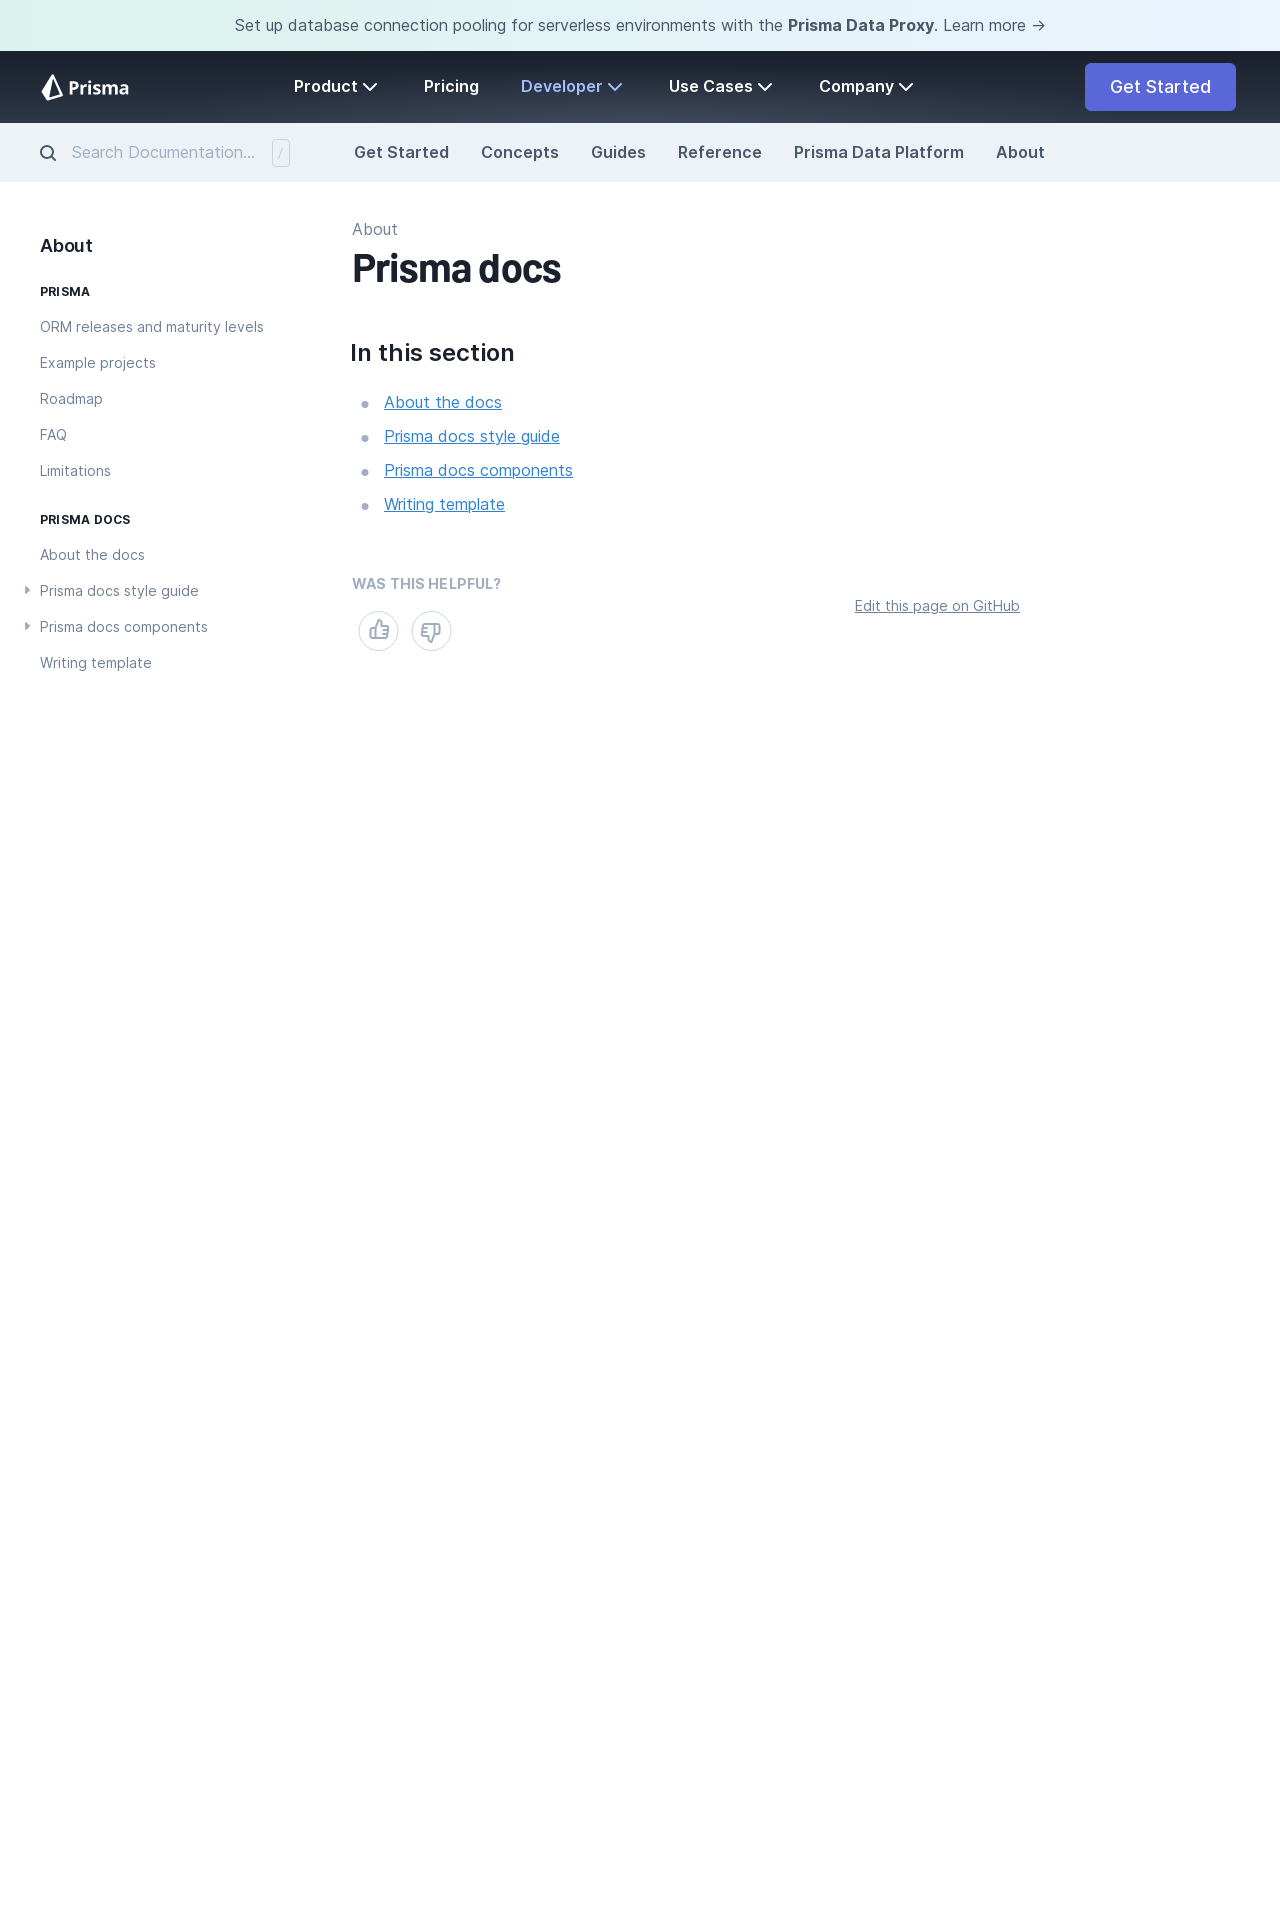 Set up database connection pooling for serverless environments with the Prisma Data Proxy. Learn more →
Prisma
Product
Pricing
Developer
Use Cases
Company
Get Started
Search Documentation...
/
Get Started
Concepts
Guides
Reference
Prisma Data Platform
About
About
PRISMA
ORM releases and maturity levels
Example projects
Roadmap
FAQ
Limitations
PRISMA DOCS
About the docs
Prisma docs style guide
Prisma docs components
Writing template
About
Prisma docs
In this section
About the docs
Prisma docs style guide
Prisma docs components
Writing template
WAS THIS HELPFUL?
Edit this page on GitHub